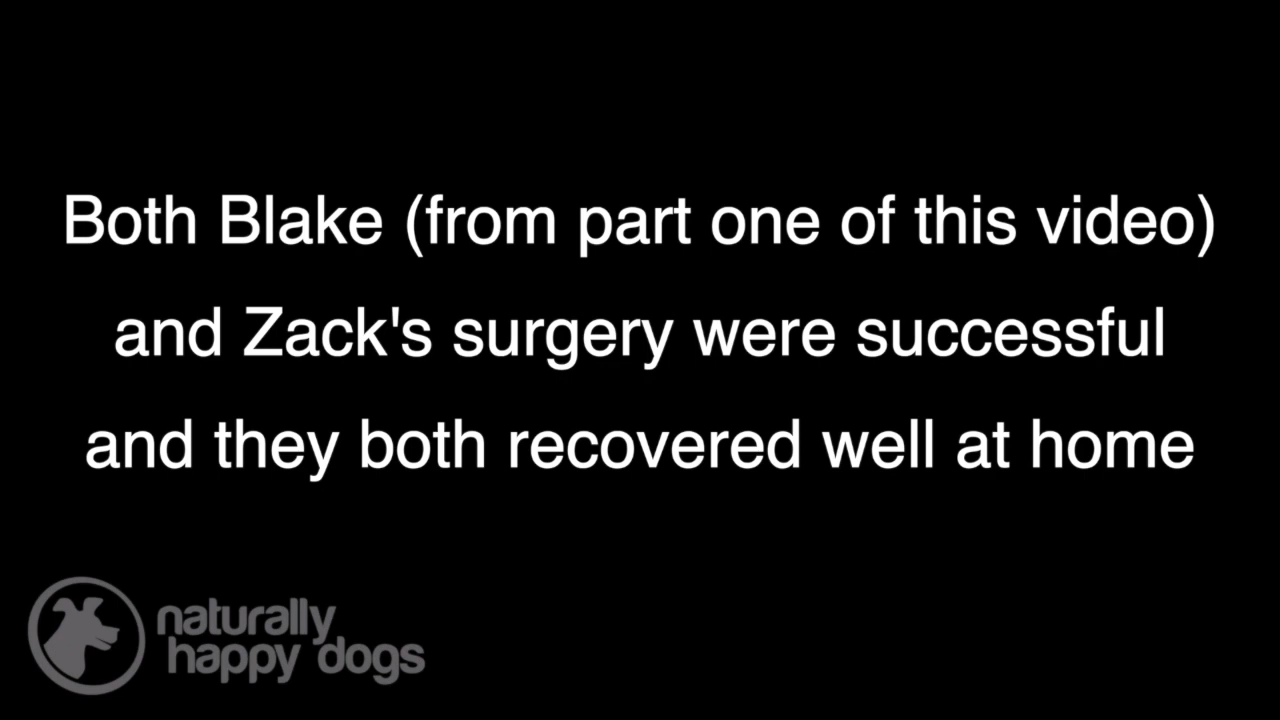 Both Blake (from part one of this video)
and Zack's surgery were successful
and they both recovered well at home
naturally
happy dogs